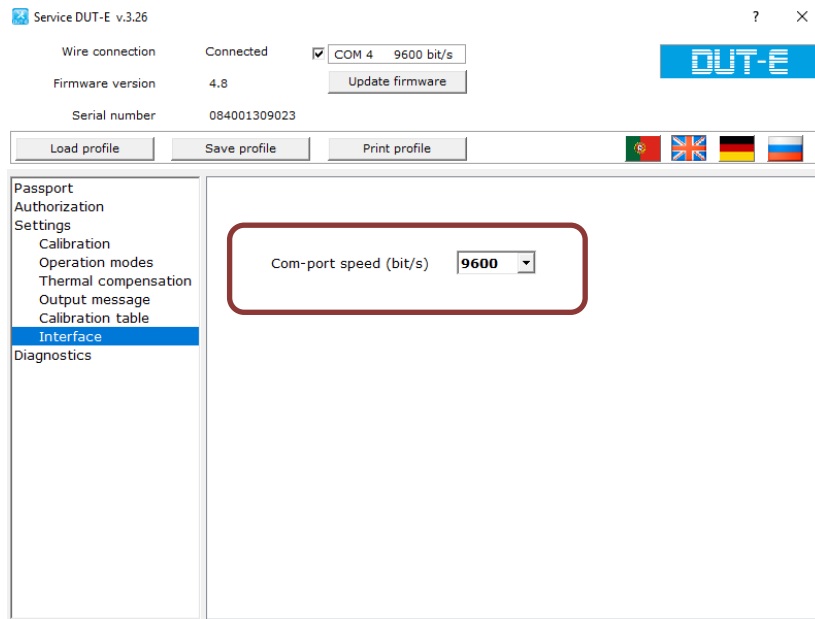 Service DUT-E v.3.26
Wire connection Connected COM 4 9600 bit/s
DUT-E
Firmware version 4.8 Update firmware
Serial number 084001309023
Load profile Save profile Print profile
Passport
Authorization
Settings
Calibration
Operation modes
Thermal compensation
Output message
Calibration table
Interface
Diagnostics
Com-port speed (bit/s) 9600